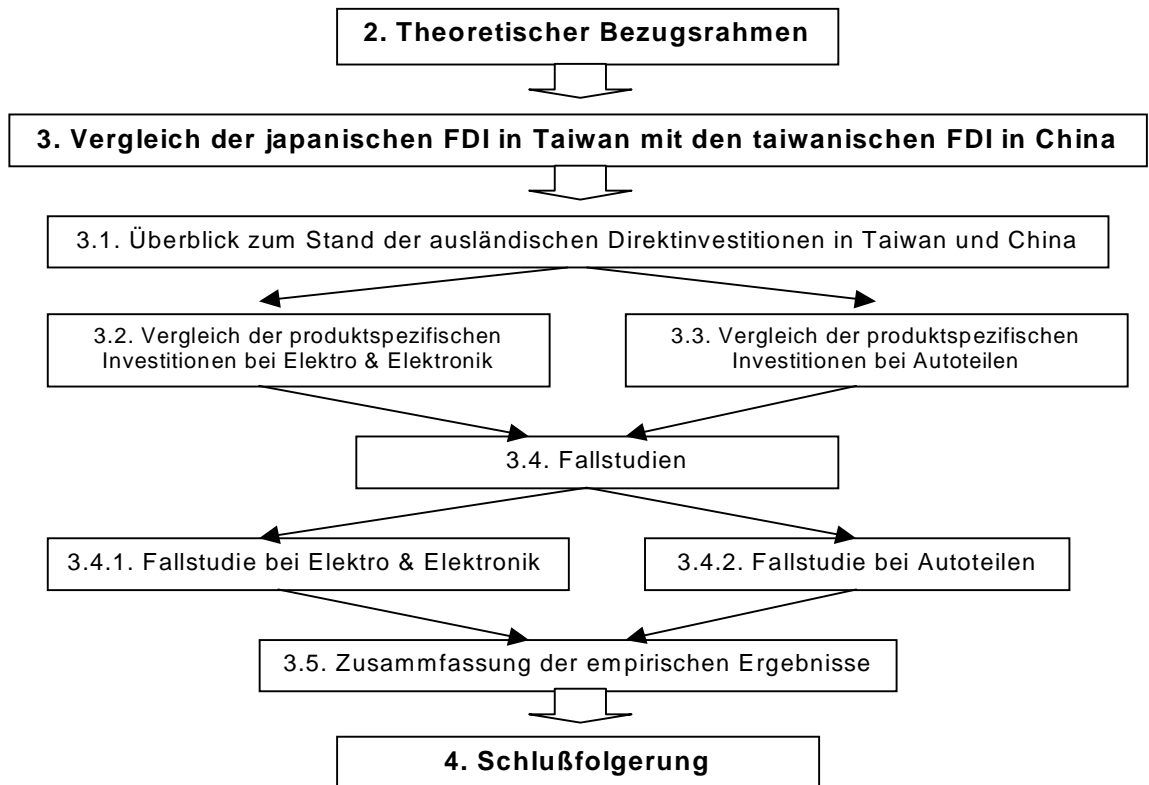 2. Theoretischer Bezugsrahmen
3. Vergleich der japanischen FDI in Taiwan mit den taiwanischen FDI in China
3.1. Überblick zum Stand der ausländischen Direktinvestitionen in Taiwan und China
3.2. Vergleich der produktspezifischen
Investitionen bei Elektro & Elektronik
3.3. Vergleich der produktspezifischen
Investitionen bei Autoteilen
3.4. Fallstudien
3.4.1. Fallstudie bei Elektro & Elektronik
3.4.2. Fallstudie bei Autoteilen
3.5. Zusammfassung der empirischen Ergebnisse
4. Schlußfolgerung